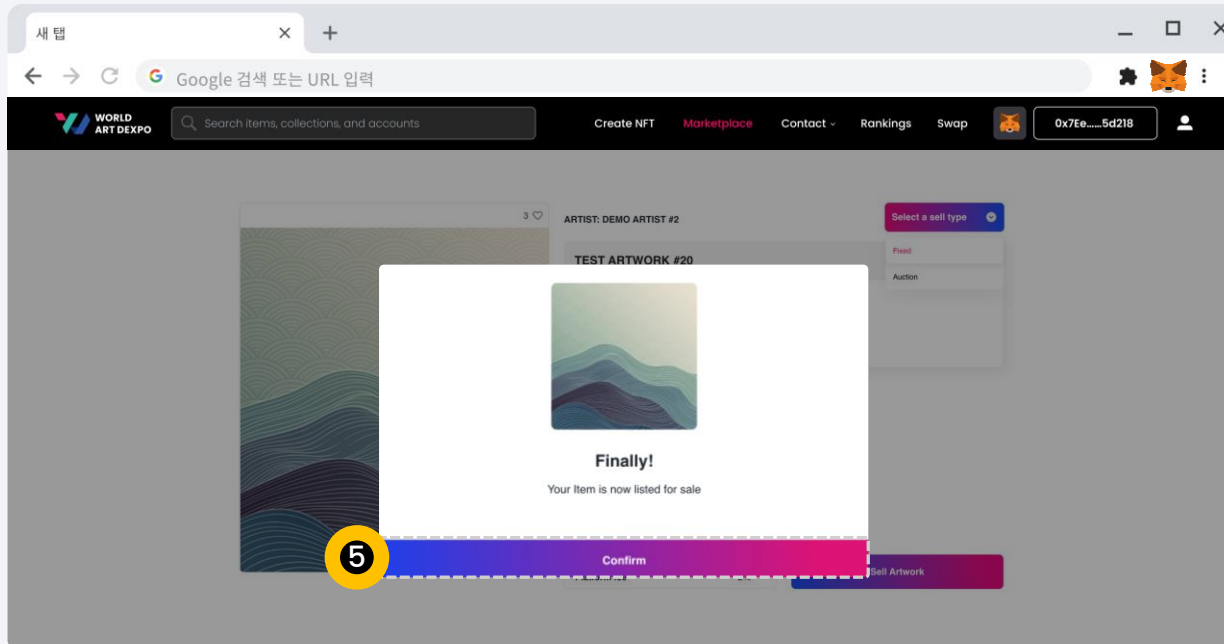 새 탭
Google 검색 또는 URL 입력
WORLD
ART DEXPO
Search items, collections, and accounts
Create NFT
Marketplace
Contact
Rankings
Swap
0x7Ee......5d218
3
ARTIST: DEMO ARTIST #2
Select a sell type
TEST ARTWORK #20
Fixed
Auction
Finally!
Your Item is now listed for sale
5
Confirm
Sell Artwork